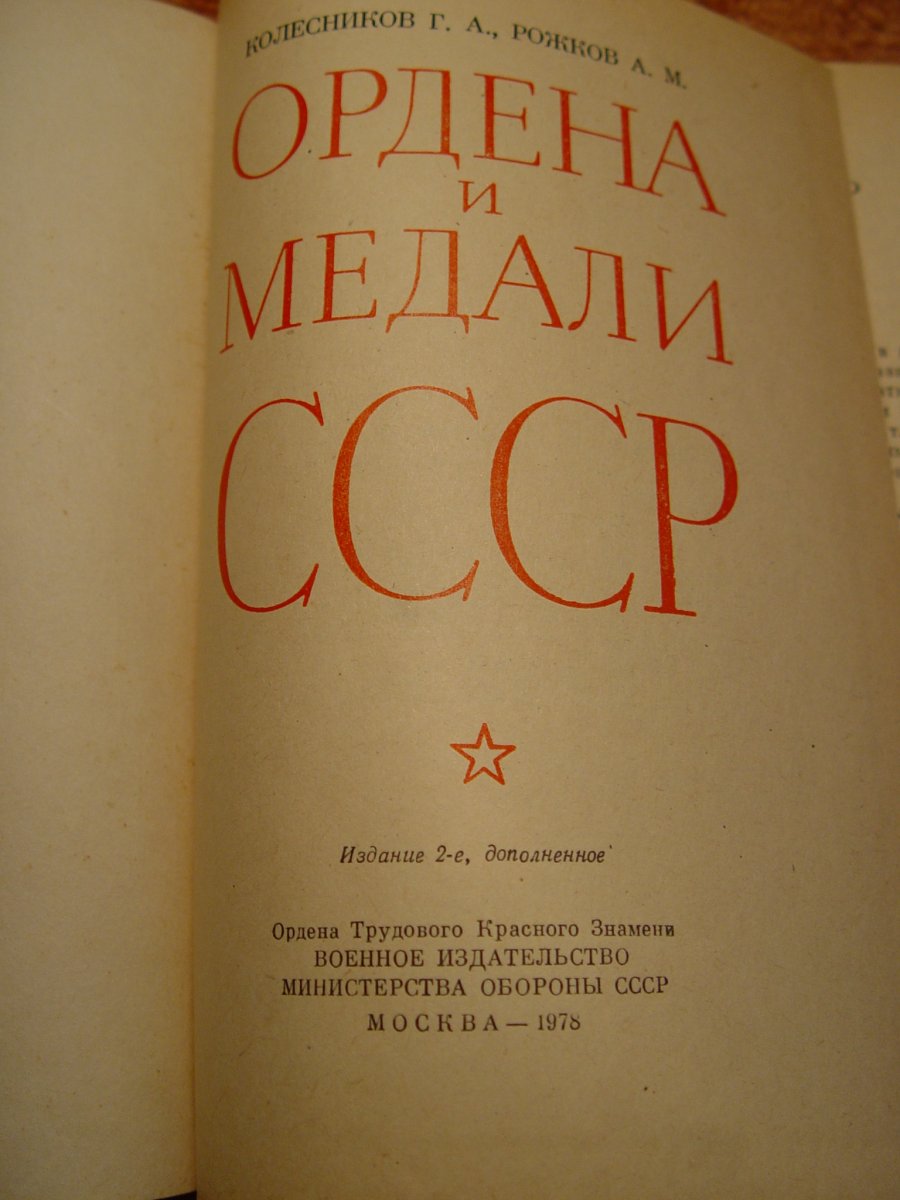 КОЛЕСНИКОВ Г. А., РОЖКОВ А. М.
ОРДЕНА
И
МЕДАЛИ
СССР
Издание 2-е, дополненное
Ордена Трудового Красного Знамени
ВОЕННОЕ ИЗДАТЕЛЬСТВО
МИНИСТЕРСТВА ОБОРОНЫ СССР
МОСКВА — 1978